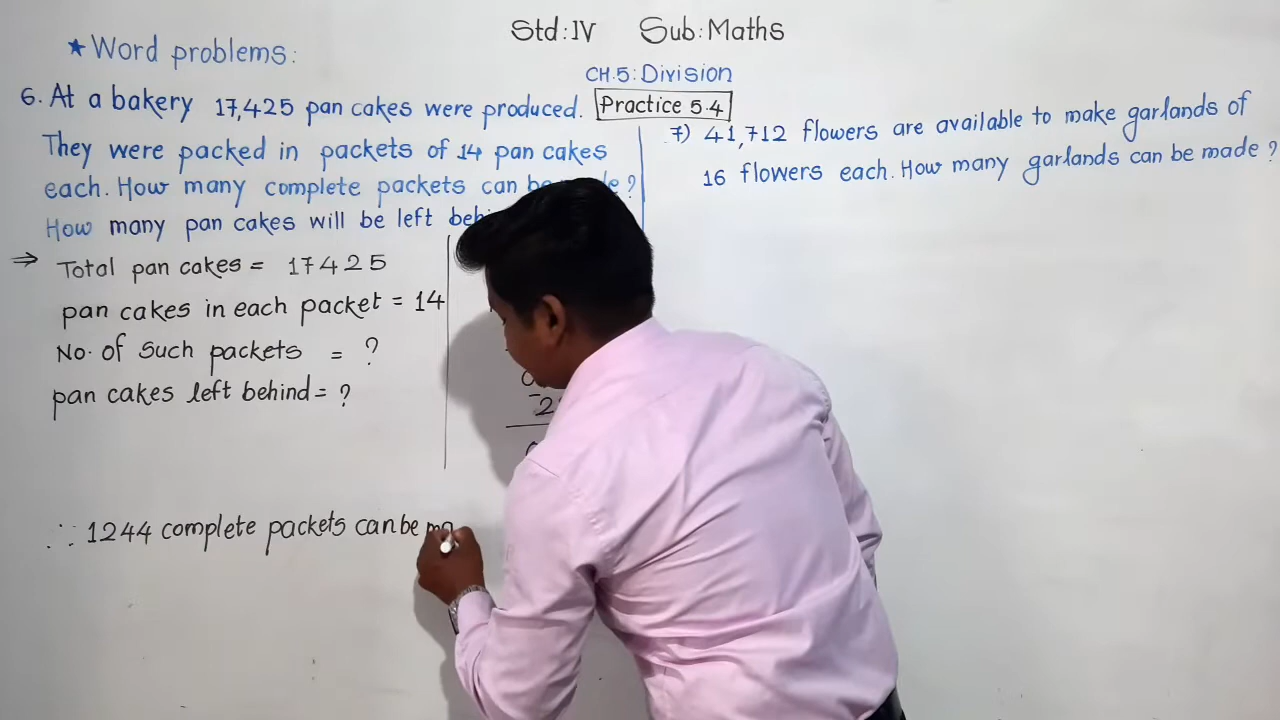 Std:IV Sub:Maths
★ Word problems:
CH.5: Division
Practice 5.4
6. At a bakery 17,425 pan cakes were produced.
They were packed in packets of 14 pan cakes
each. How many complete packets can be ?
How many pan cakes will be left
⇒ Total pan cakes = 17425
pan cakes in each packet = 14
No. of such packets = ?
pan cakes left behind = ?
∴ 1244 complete packets can be
7) 41,712 flowers are available to make garlands of
16 flowers each. How many garlands can be made ?